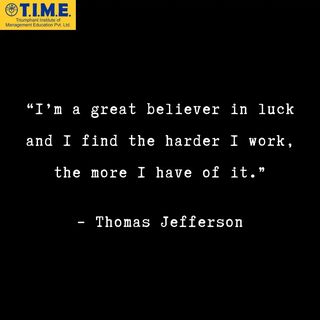 T.I.M.E.
Triumphant Institute of
Management Education Pvt. Ltd.
“I'm a great believer in luck
and I find the harder I work,
the more I have of it.”
– Thomas Jefferson